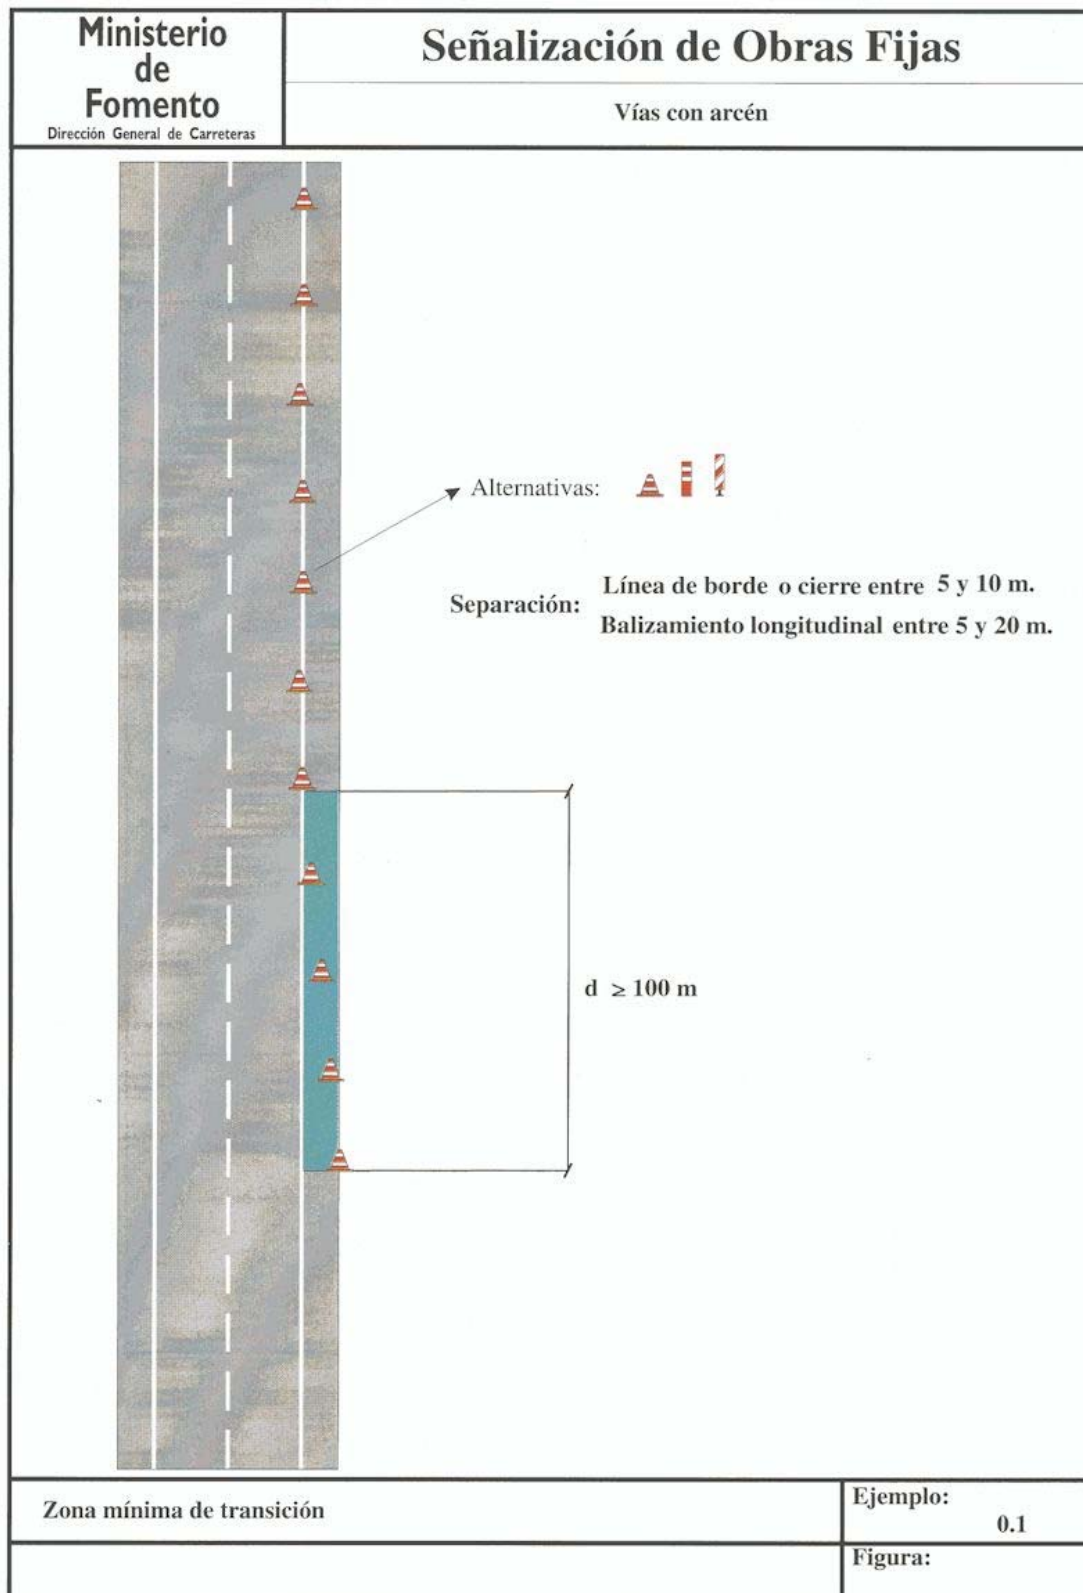 Ministerio
de
Fomento
Dirección General de Carreteras
Señalización de Obras Fijas
Vías con arcén
Alternativas:
Separación:
Línea de borde o cierre entre 5 y 10 m.
Balizamiento longitudinal entre 5 y 20 m.
d ≥ 100 m
Zona mínima de transición
Ejemplo:
0.1
Figura: